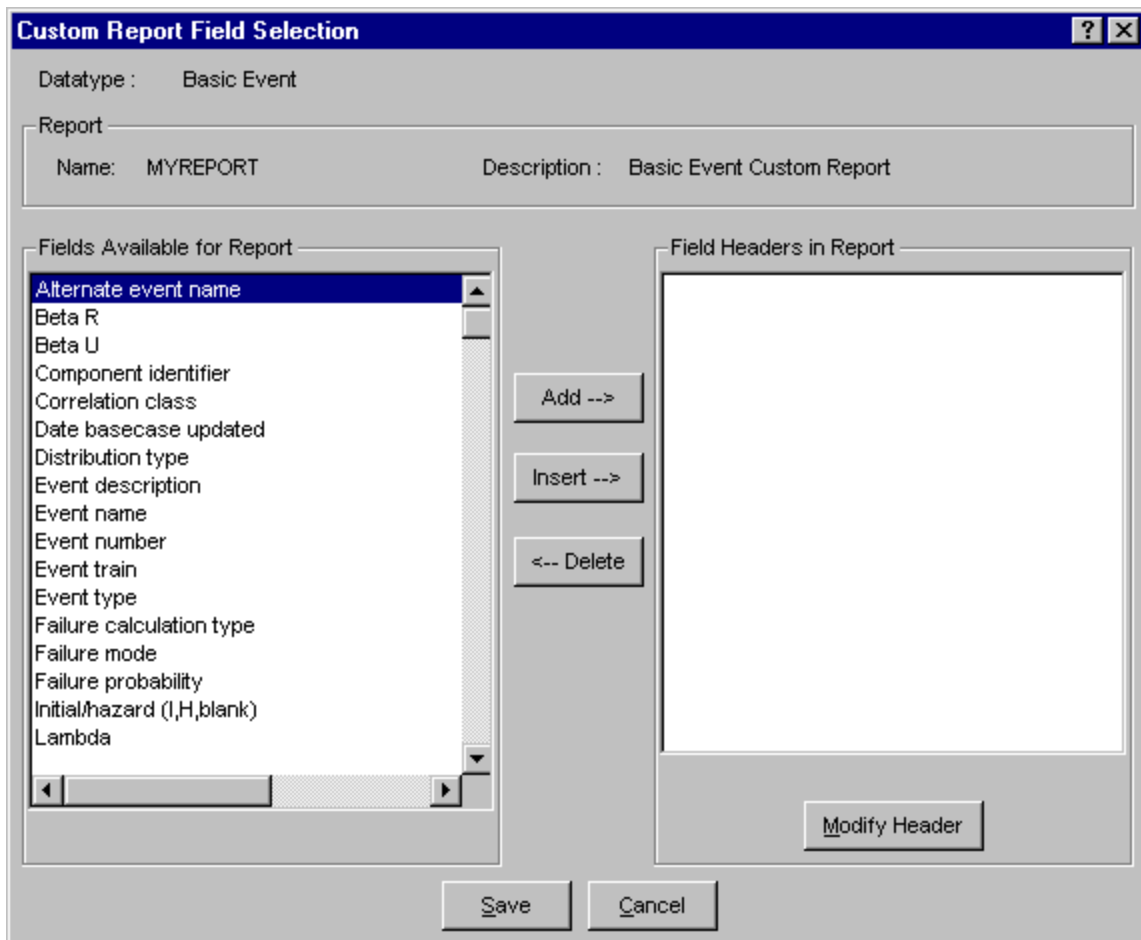 Custom Report Field Selection
Datatype : Basic Event
Report
Name: MYREPORT Description : Basic Event Custom Report
Fields Available for Report
Alternate event name
Beta R
Beta U
Component identifier
Correlation class
Date basecase updated
Distribution type
Event description
Event name
Event number
Event train
Event type
Failure calculation type
Failure mode
Failure probability
Initial/hazard (I,H,blank)
Lambda
Add -->
Insert -->
<-- Delete
Field Headers in Report
Modify Header
Save Cancel